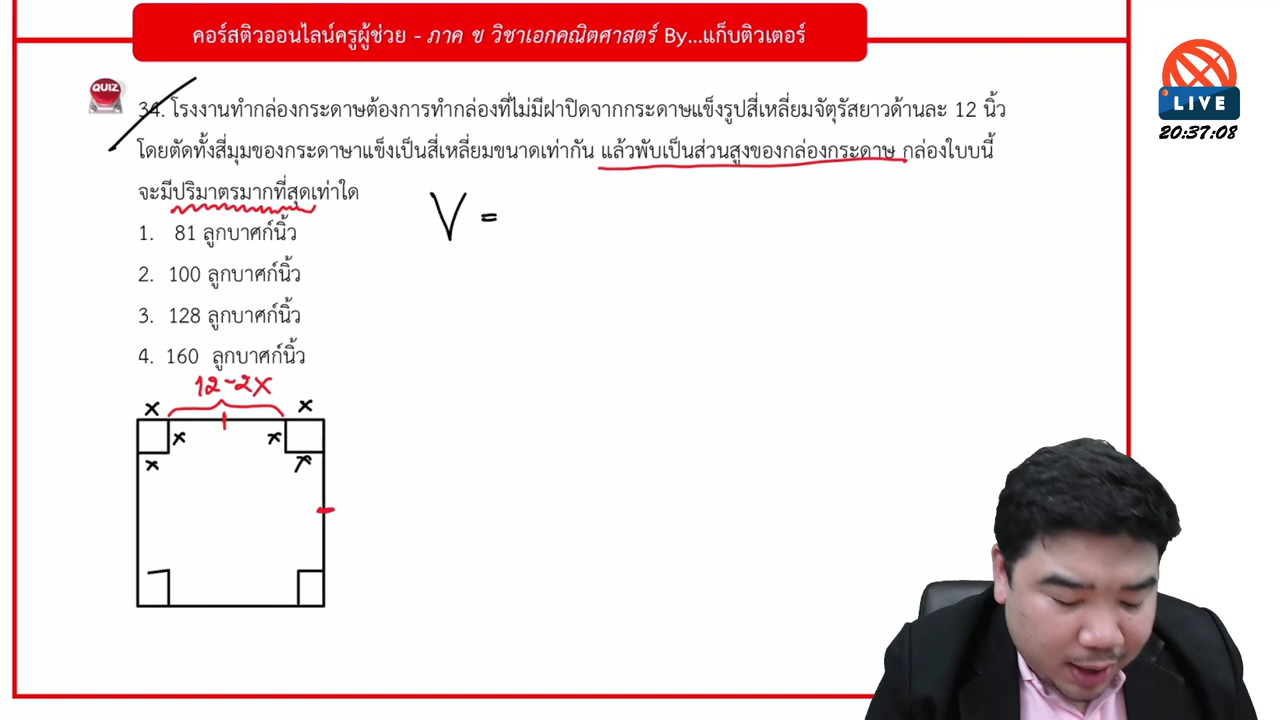 คอร์สติวออนไลน์ครูผู้ช่วย - ภาค ข วิชาเอกคณิตศาสตร์ By...แก็บติวเตอร์
LIVE
20:37:08
QUIZ
34. โรงงานทำกล่องกระดาษต้องการทำกล่องที่ไม่มีฝาปิดจากกระดาษแข็งรูปสี่เหลี่ยมจัตุรัสยาวด้านละ 12 นิ้ว
โดยตัดทั้งสี่มุมของกระดาษาแข็งเป็นสี่เหลี่ยมขนาดเท่ากัน แล้วพับเป็นส่วนสูงของกล่องกระดาษ กล่องใบบนี้
จะมีปริมาตรมากที่สุดเท่าใด
V =
1. 81 ลูกบาศก์นิ้ว
2. 100 ลูกบาศก์นิ้ว
3. 128 ลูกบาศก์นิ้ว
4. 160 ลูกบาศก์นิ้ว
12-2x
x x
x x
x x